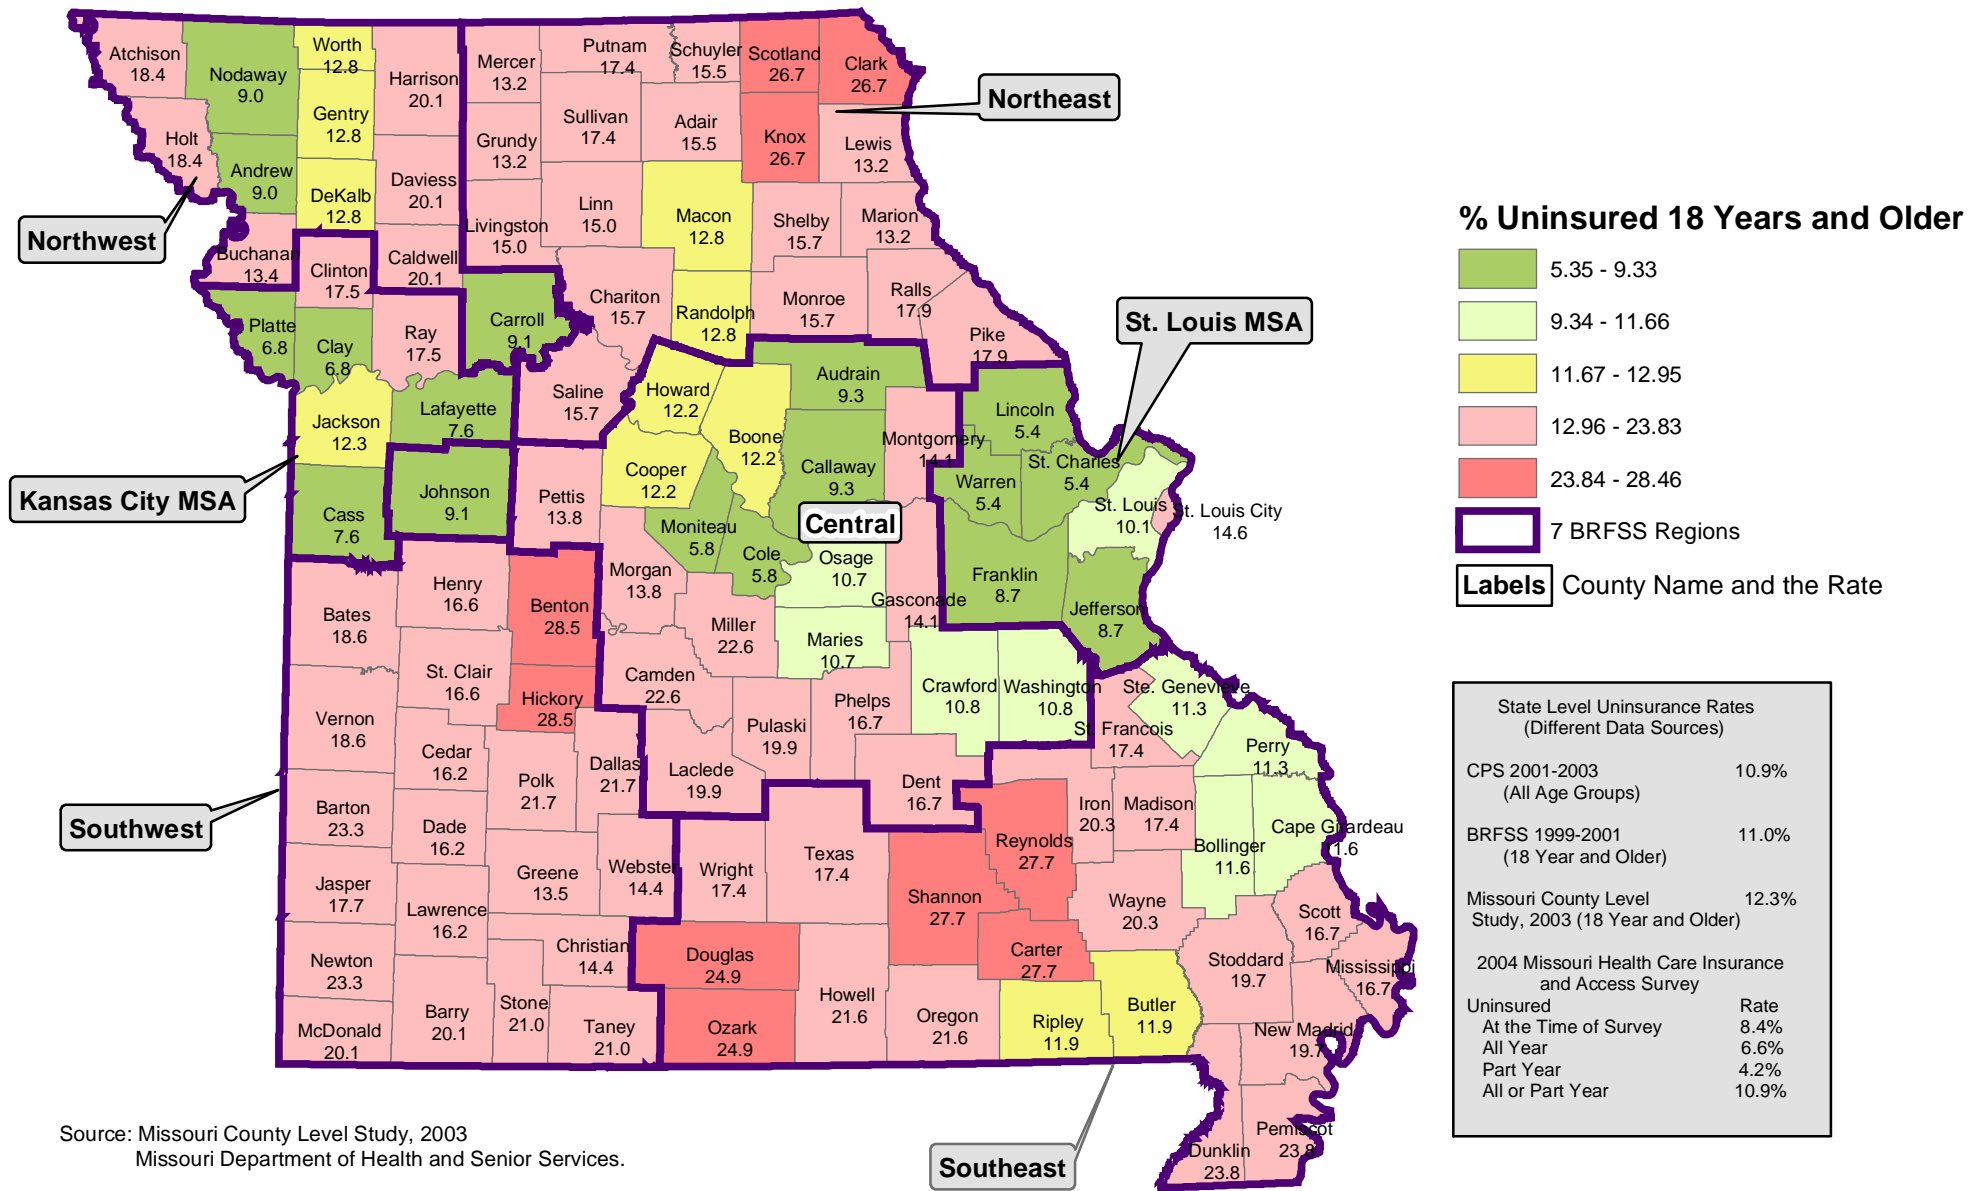 Atchison
18.4
Nodaway
9.0
Worth
12.8
Harrison
20.1
Mercer
13.2
Putnam
17.4
Schuyler
15.5
Scotland
26.7
Clark
26.7
Northeast
Gentry
12.8
Grundy
13.2
Sullivan
17.4
Adair
15.5
Knox
26.7
Lewis
13.2
Holt
18.4
Andrew
9.0
DeKalb
12.8
Daviess
20.1
Livingston
15.0
Linn
15.0
Macon
12.8
Shelby
15.7
Marion
13.2
Northwest
Buchanan
13.4
Clinton
17.5
Caldwell
20.1
Chariton
15.7
Randolph
12.8
Monroe
15.7
Ralls
17.9
Pike
17.9
Platte
6.8
Clay
6.8
Ray
17.5
Carroll
9.1
St. Louis MSA
Jackson
12.3
Lafayette
7.6
Saline
15.7
Howard
12.2
Boone
12.2
Audrain
9.3
Montgomery
14.1
Lincoln
5.4
Kansas City MSA
Cass
7.6
Johnson
9.1
Pettis
13.8
Cooper
12.2
Moniteau
5.8
Cole
5.8
Callaway
9.3
Central
Warren
5.4
St. Charles
5.4
St. Louis
10.1
St. Louis City
14.6
Osage
10.7
Franklin
8.7
Jefferson
8.7
Gasconade
14.1
Bates
18.6
Henry
16.6
Benton
28.5
Morgan
13.8
Miller
22.6
Maries
10.7
St. Clair
16.6
Hickory
28.5
Camden
22.6
Pulaski
19.9
Phelps
16.7
Crawford
10.8
Washington
10.8
Ste. Genevieve
11.3
St. Francois
17.4
Perry
11.3
Vernon
18.6
Cedar
16.2
Polk
21.7
Dallas
21.7
Laclede
19.9
Dent
16.7
Iron
20.3
Madison
17.4
Bollinger
11.6
Cape Girardeau
11.6
Southwest
Barton
23.3
Dade
16.2
Greene
13.5
Webster
14.4
Wright
17.4
Texas
17.4
Shannon
27.7
Reynolds
27.7
Wayne
20.3
Jasper
17.7
Lawrence
16.2
Christian
14.4
Douglas
24.9
Carter
27.7
Scott
16.7
Stoddard
19.7
Mississippi
16.7
Newton
23.3
Barry
20.1
Stone
21.0
Taney
21.0
Ozark
24.9
Howell
21.6
Oregon
21.6
Ripley
11.9
Butler
11.9
New Madrid
19.7
McDonald
20.1
Southeast
Dunklin
23.8
Pemiscot
23.8
% Uninsured 18 Years and Older
5.35 - 9.33
9.34 - 11.66
11.67 - 12.95
12.96 - 23.83
23.84 - 28.46
7 BRFSS Regions
Labels County Name and the Rate
State Level Uninsurance Rates
(Different Data Sources)
CPS 2001-2003 10.9%
(All Age Groups)
BRFSS 1999-2001 11.0%
(18 Year and Older)
Missouri County Level 12.3%
Study, 2003 (18 Year and Older)
2004 Missouri Health Care Insurance
and Access Survey
Uninsured Rate
At the Time of Survey 8.4%
All Year 6.6%
Part Year 4.2%
All or Part Year 10.9%
Source: Missouri County Level Study, 2003
Missouri Department of Health and Senior Services.